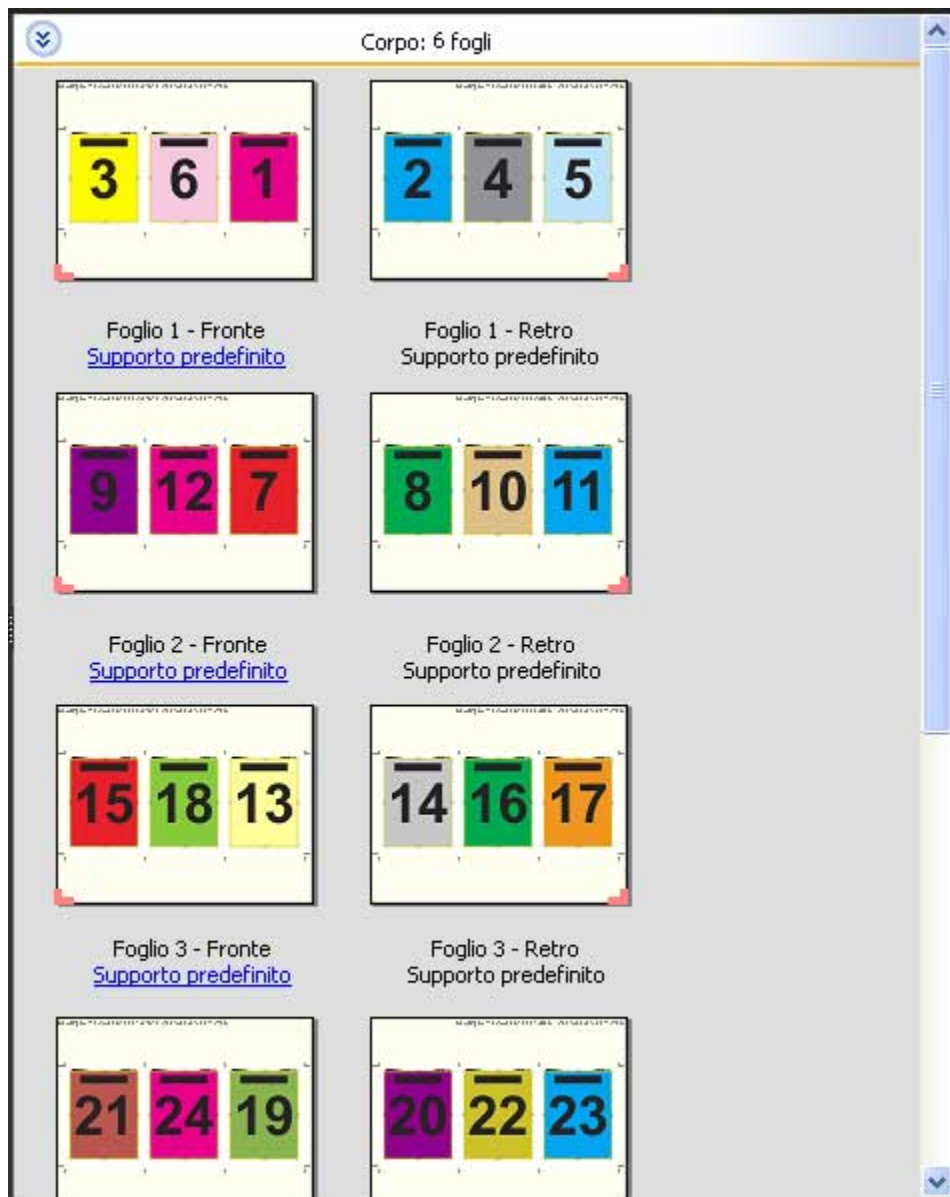 Corpo: 6 fogli
3 6 1
2 4 5
Foglio 1 - Fronte
Supporto predefinito
Foglio 1 - Retro
Supporto predefinito
9 12 7
8 10 11
Foglio 2 - Fronte
Supporto predefinito
Foglio 2 - Retro
Supporto predefinito
15 18 13
14 16 17
Foglio 3 - Fronte
Supporto predefinito
Foglio 3 - Retro
Supporto predefinito
21 24 19
20 22 23